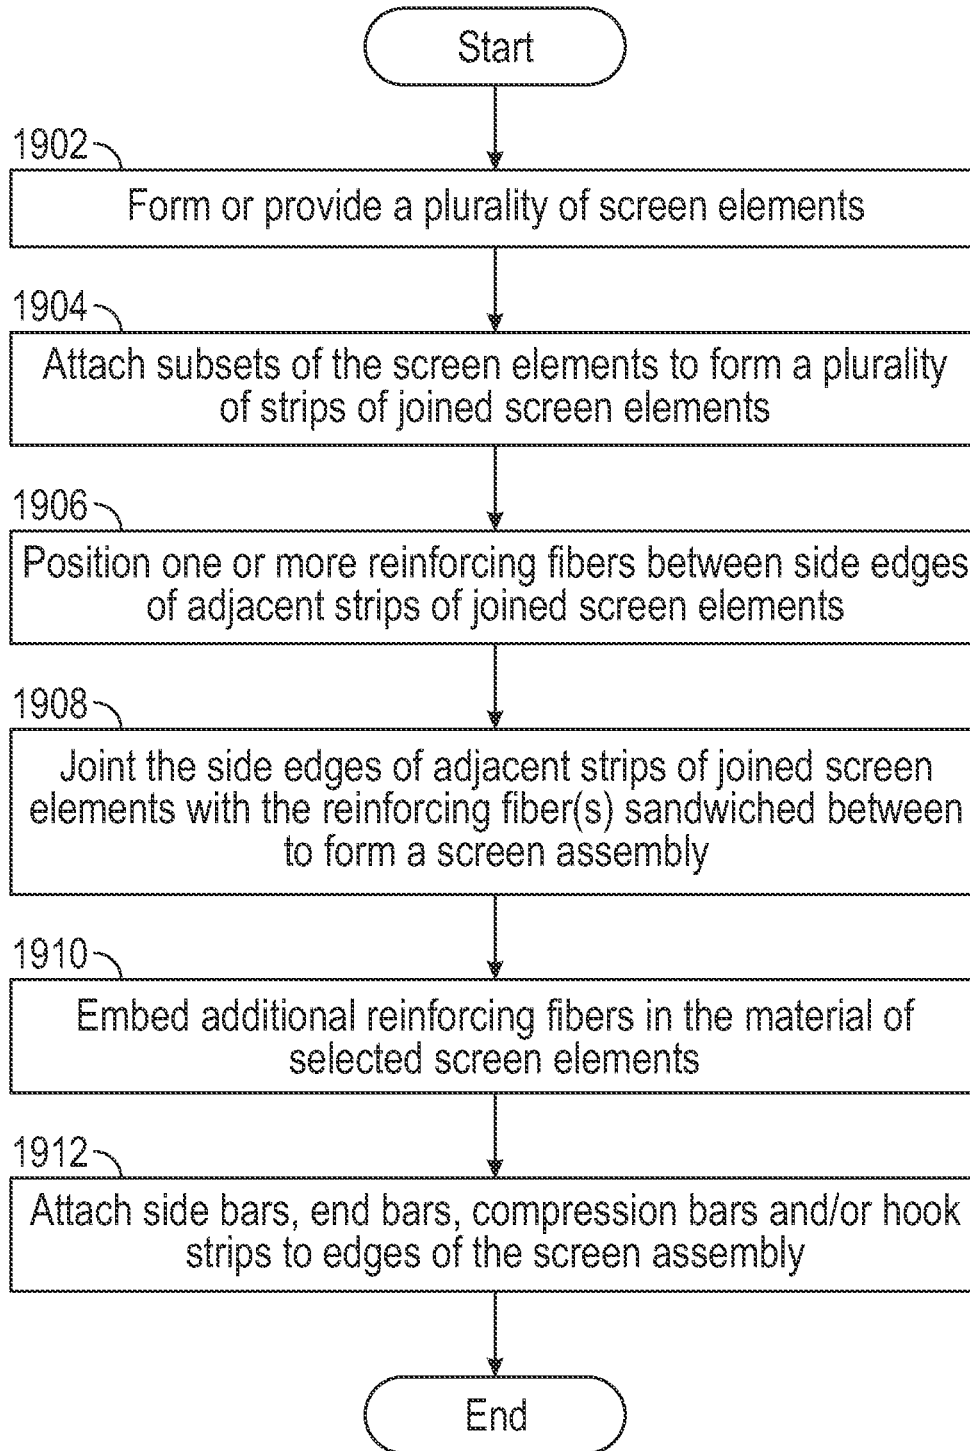 Start
1902
Form or provide a plurality of screen elements
1904
Attach subsets of the screen elements to form a plurality
of strips of joined screen elements
1906
Position one or more reinforcing fibers between side edges
of adjacent strips of joined screen elements
1908
Joint the side edges of adjacent strips of joined screen
elements with the reinforcing fiber(s) sandwiched between
to form a screen assembly
1910
Embed additional reinforcing fibers in the material of
selected screen elements
1912
Attach side bars, end bars, compression bars and/or hook
strips to edges of the screen assembly
End